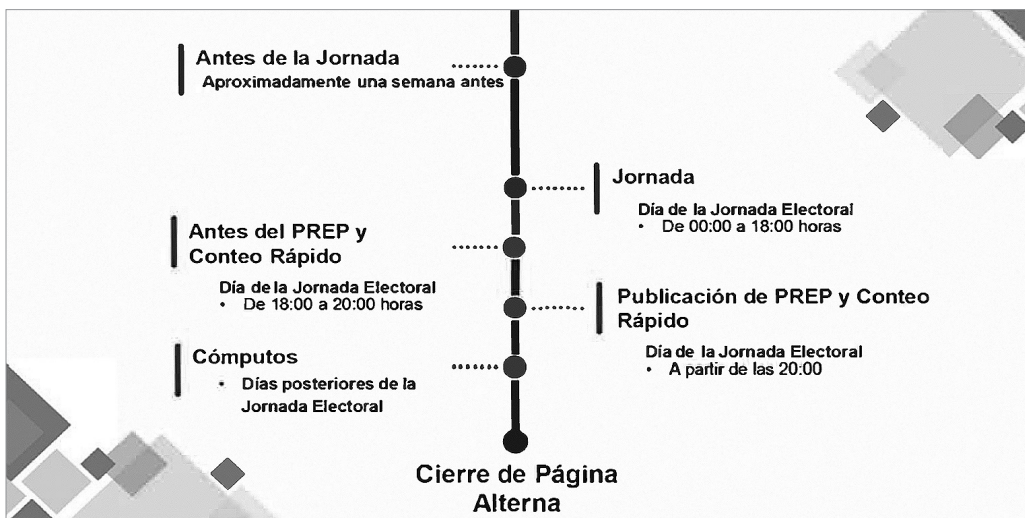 Antes de la Jornada
Aproximadamente una semana antes
Jornada
Día de la Jornada Electoral
• De 00:00 a 18:00 horas
Antes del PREP y
Conteo Rápido
Día de la Jornada Electoral
• De 18:00 a 20:00 horas
Publicación de PREP y Conteo
Rápido
Día de la Jornada Electoral
• A partir de las 20:00
Cómputos
• Días posteriores de la
Jornada Electoral
Cierre de Página
Alterna